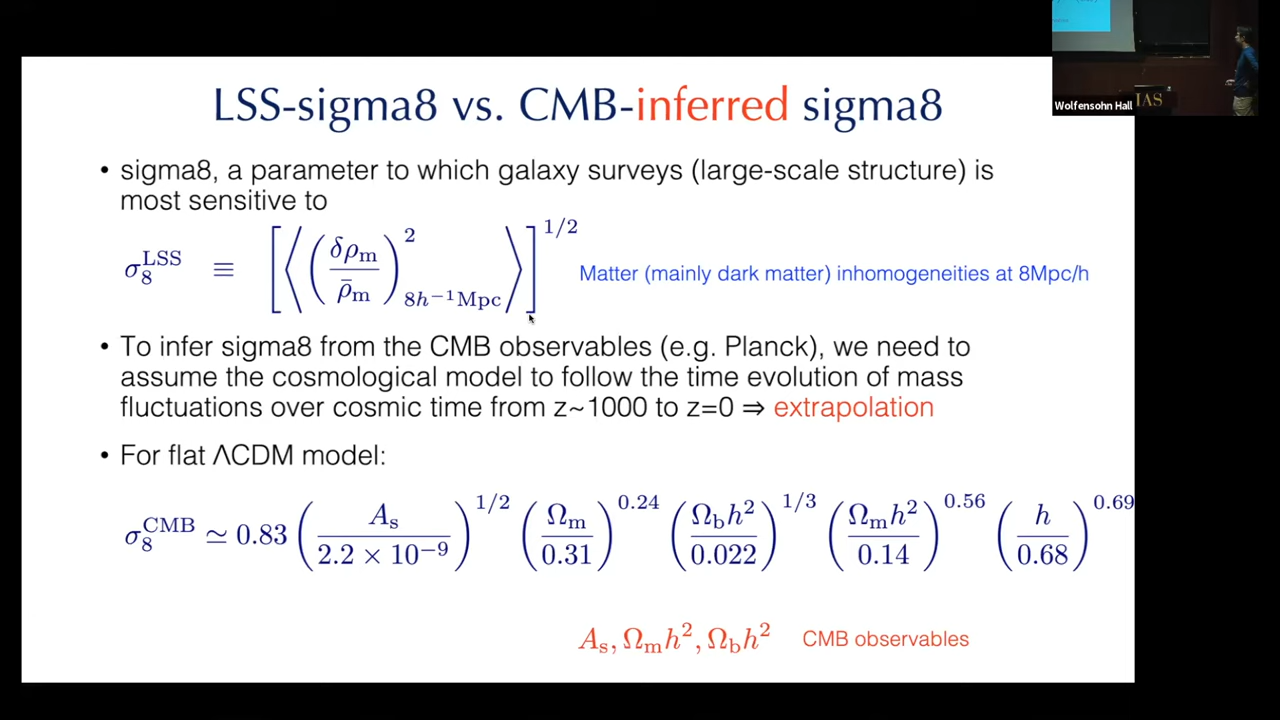 LSS-sigma8 vs. CMB-inferred sigma8
• sigma8, a parameter to which galaxy surveys (large-scale structure) is
most sensitive to
σ₈^LSS ≡ [⟨(δρ_m / ρ̄_m)²_{8h⁻¹Mpc}⟩]^{1/2} Matter (mainly dark matter) inhomogeneities at 8Mpc/h
• To infer sigma8 from the CMB observables (e.g. Planck), we need to
assume the cosmological model to follow the time evolution of mass
fluctuations over cosmic time from z~1000 to z=0 ⇒ extrapolation
• For flat ΛCDM model:
σ₈^CMB ≃ 0.83 (A_s / 2.2 × 10⁻⁹)^{1/2} (Ω_m / 0.31)^{0.24} (Ω_b h² / 0.022)^{1/3} (Ω_m h² / 0.14)^{0.56} (h / 0.68)^{0.69}
A_s, Ω_m h², Ω_b h² CMB observables
Wolfensohn Hall
IAS